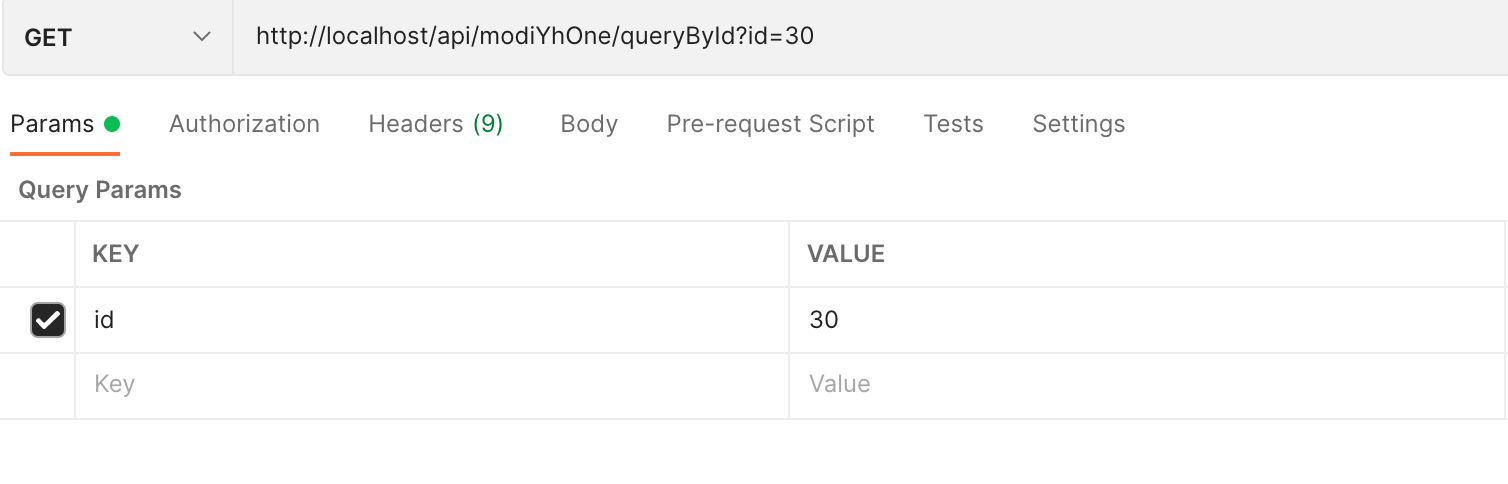 GET http://localhost/api/modiYhOne/queryById?id=30
Params Authorization Headers (9) Body Pre-request Script Tests Settings
Query Params
KEY VALUE
id 30
Key Value